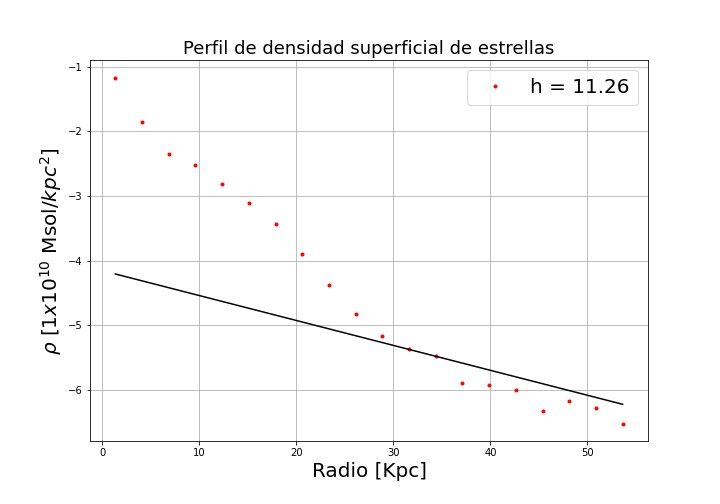 Perfil de densidad superficial de estrellas
h = 11.26
ρ [1x10¹⁰ Msol/kpc²]
−1
−2
−3
−4
−5
−6
0 10 20 30 40 50
Radio [Kpc]